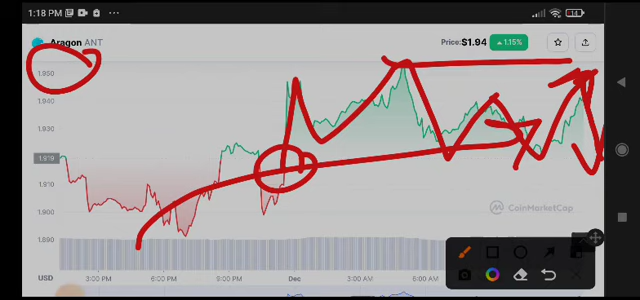 1:18 PM
14
Aragon ANT
Price:$1.94 ▲ 1.15%
1.950
1.940
1.930
1.919
1.910
1.900
1.890
CoinMarketCap
USD 3:00 PM 6:00 PM 9:00 PM Dec 3:00 AM 6:00 AM